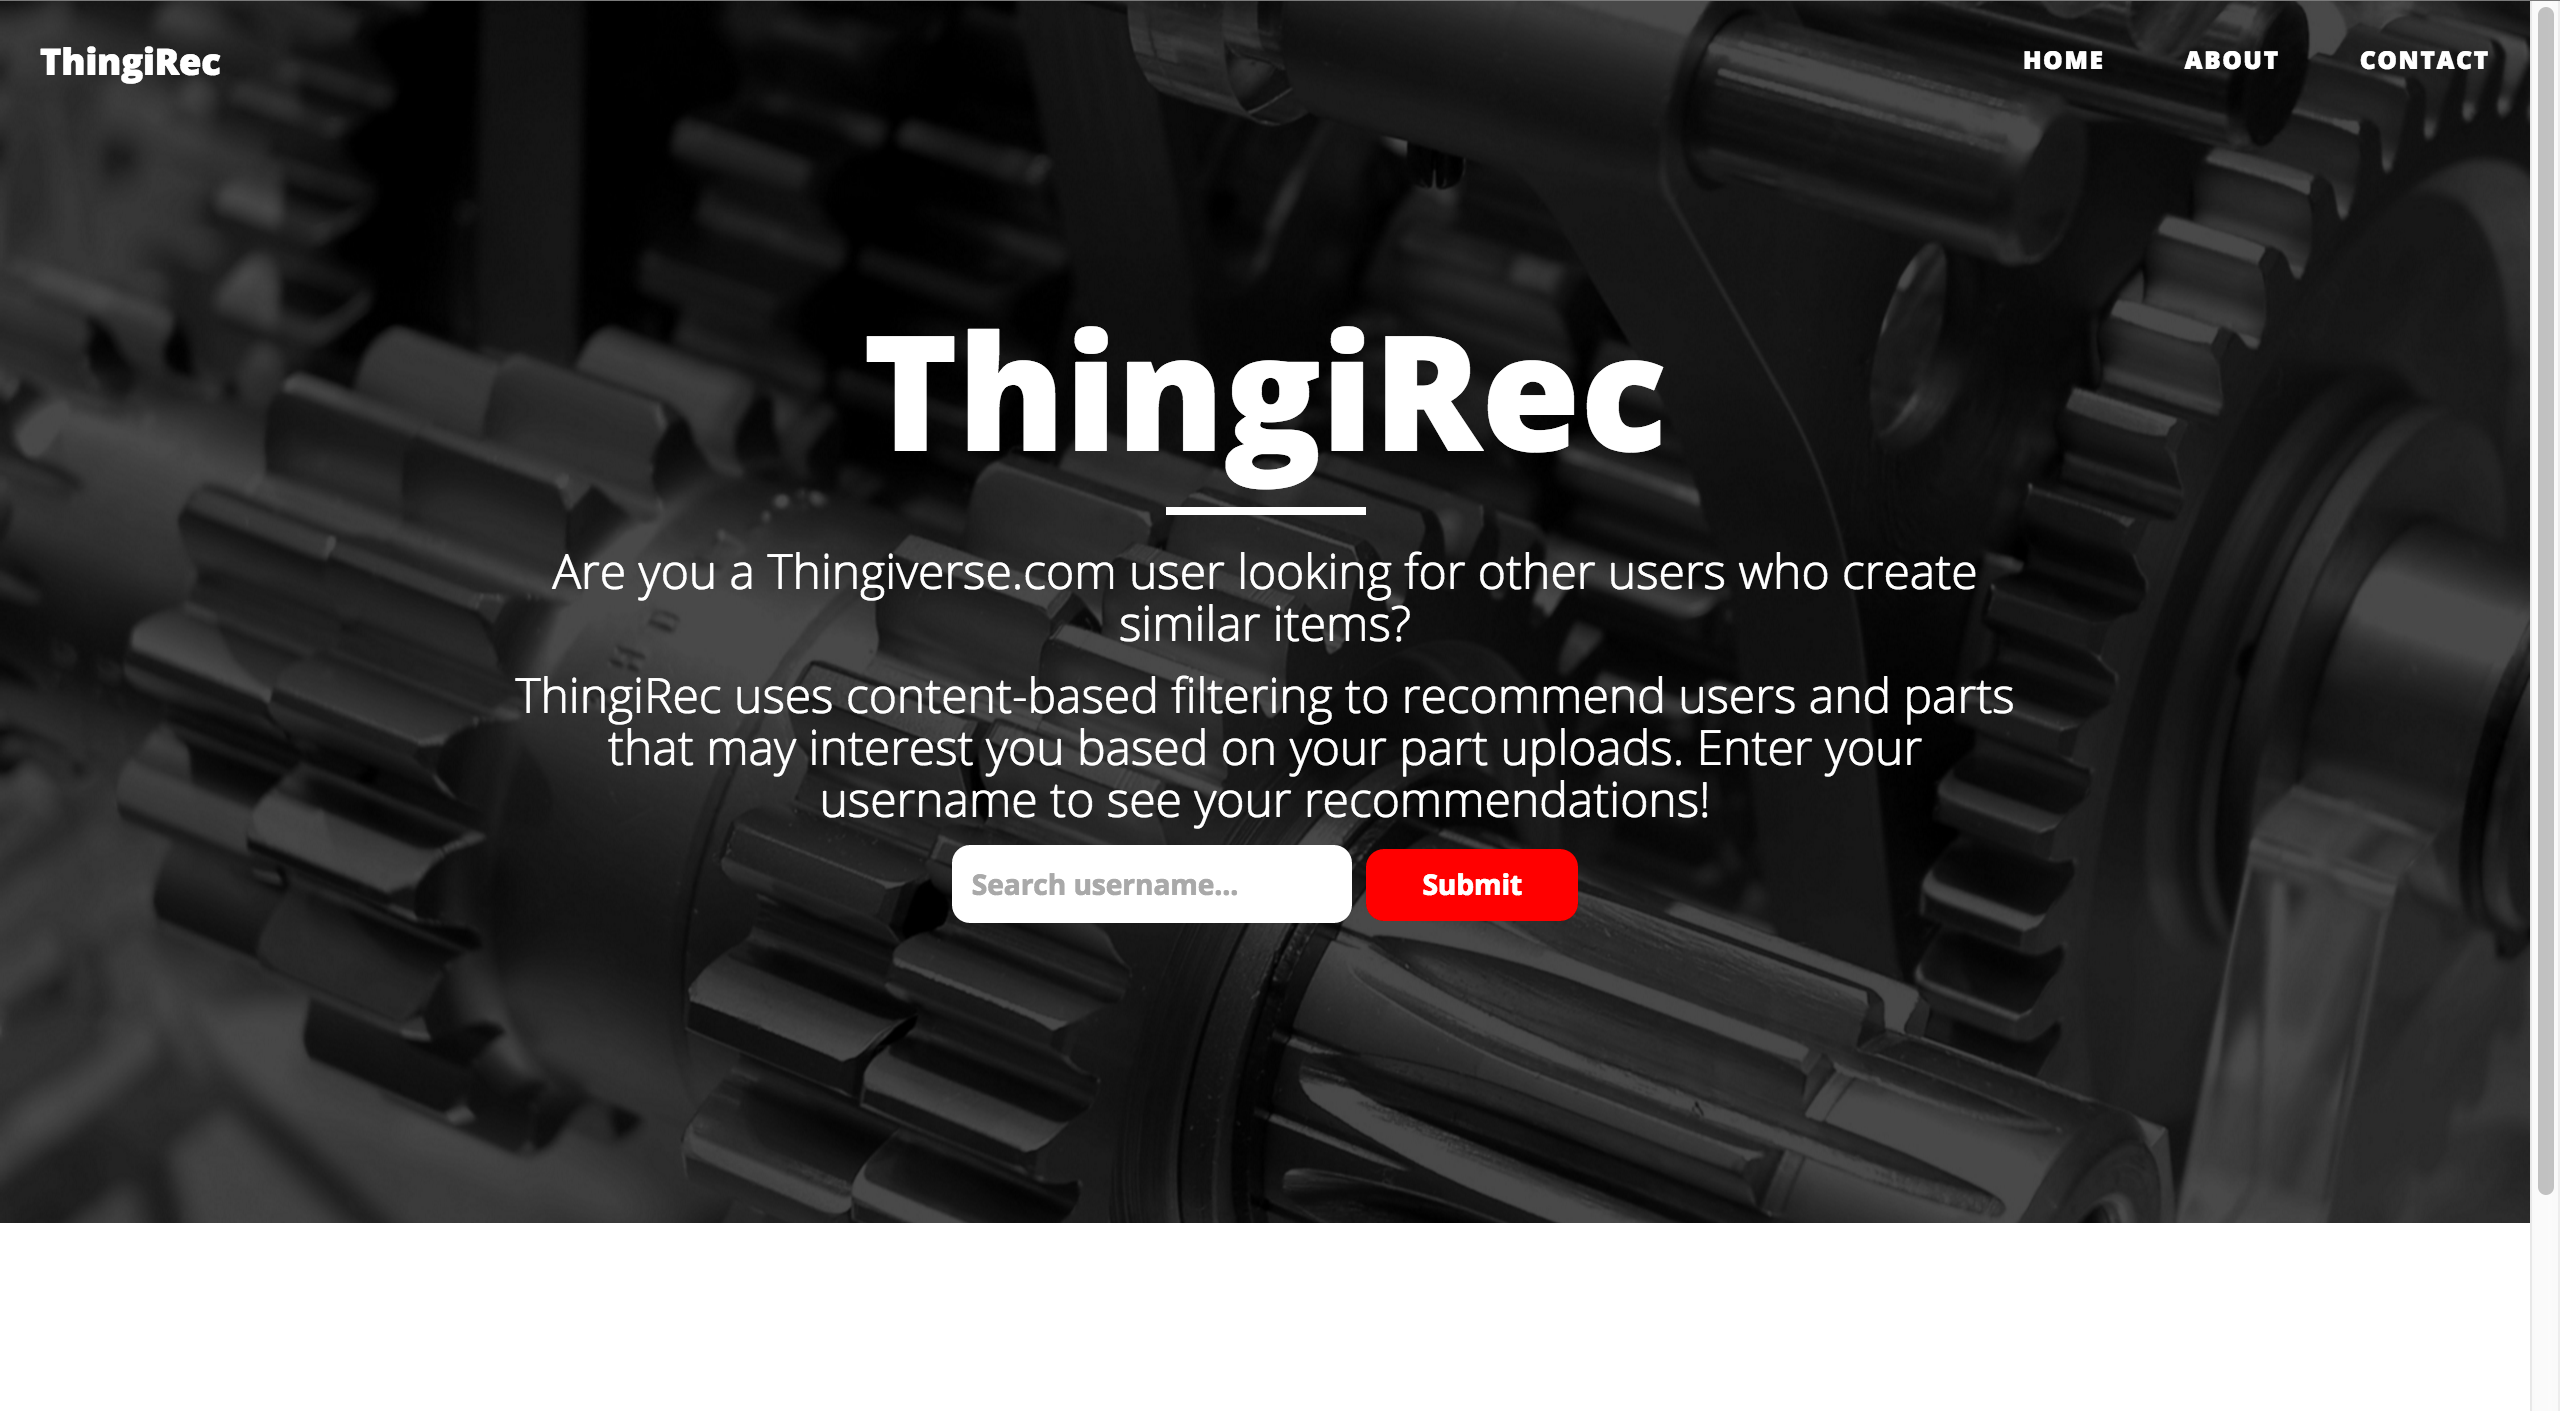 ThingiRec
HOME ABOUT CONTACT
ThingiRec
Are you a Thingiverse.com user looking for other users who create
similar items?
ThingiRec uses content-based filtering to recommend users and parts
that may interest you based on your part uploads. Enter your
username to see your recommendations!
Search username... Submit